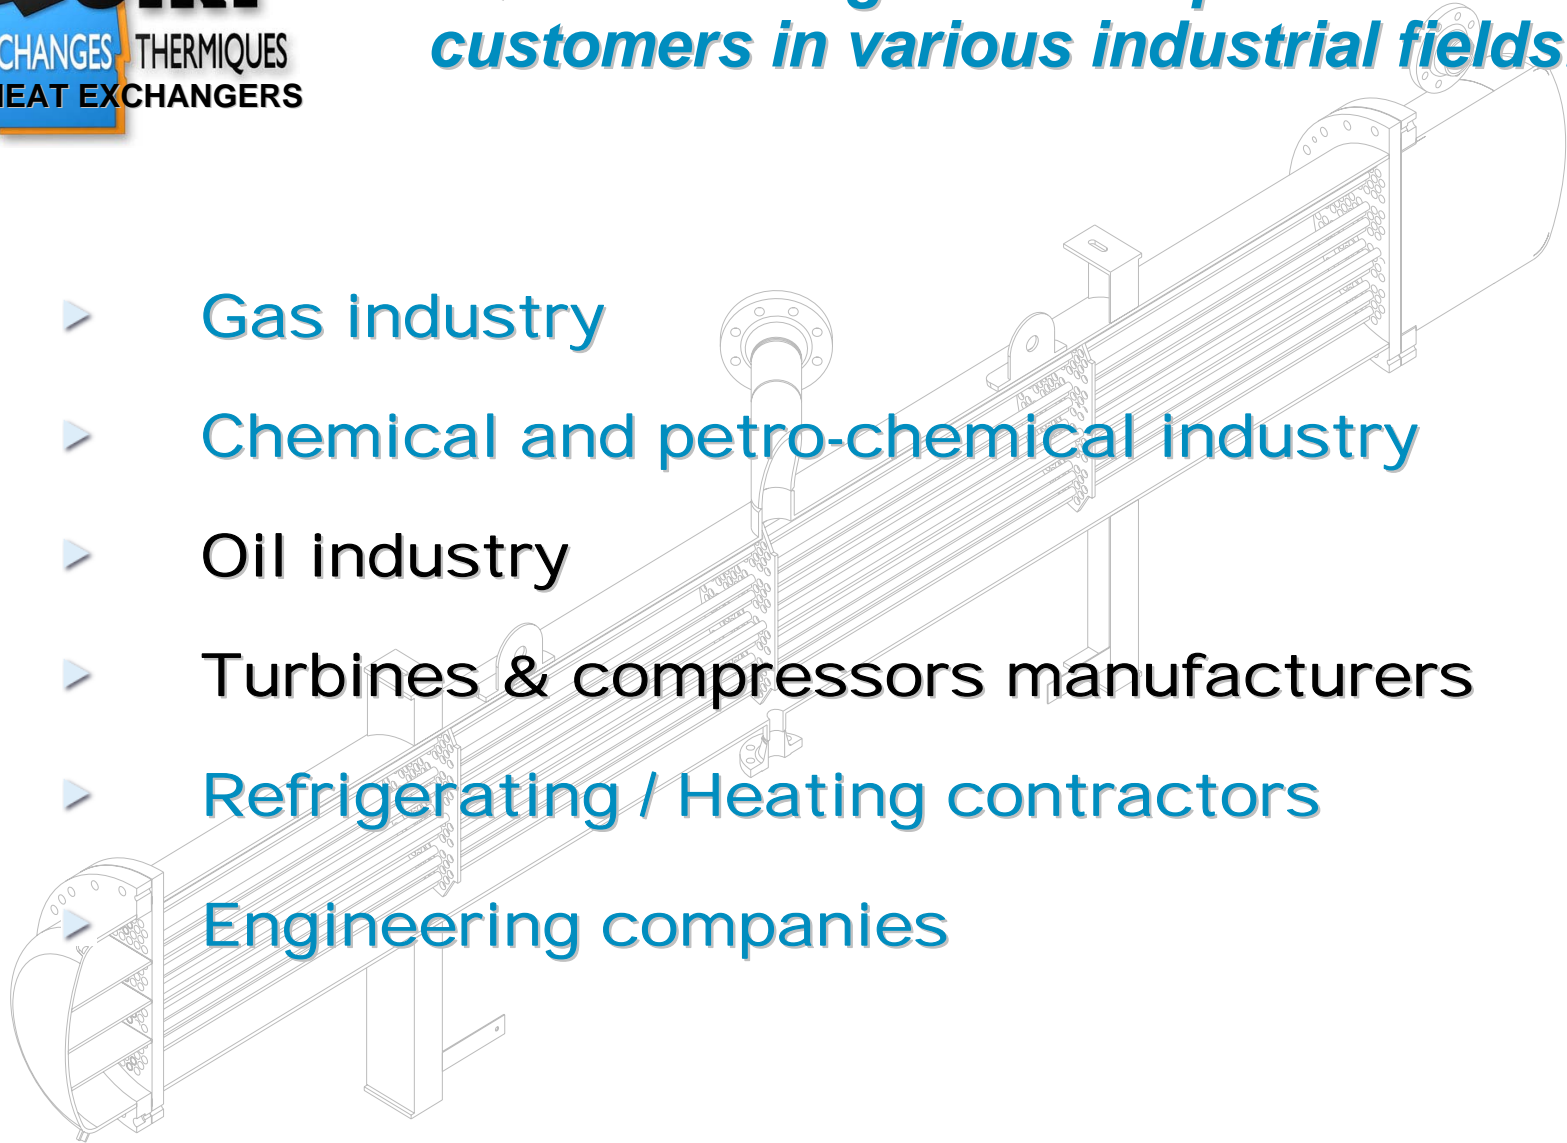 CHANGES THERMIQUES
HEAT EXCHANGERS
customers in various industrial fields
Gas industry
Chemical and petro-chemical industry
Oil industry
Turbines & compressors manufacturers
Refrigerating / Heating contractors
Engineering companies